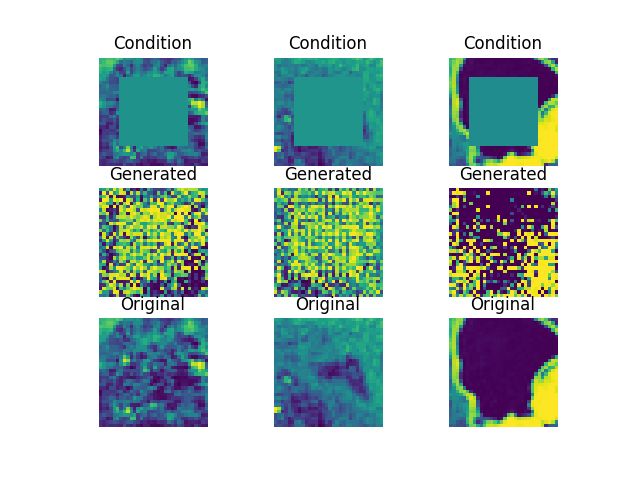 Condition Condition Condition
Generated Generated Generated
Original Original Original